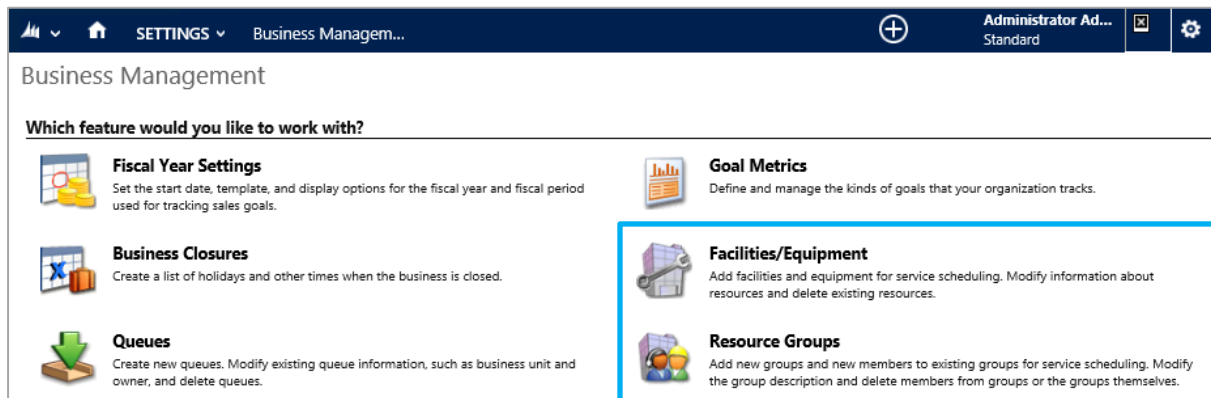 SETTINGS Business Managem... Administrator Ad...
Standard
Business Management
Which feature would you like to work with?
Fiscal Year Settings
Set the start date, template, and display options for the fiscal year and fiscal period
used for tracking sales goals.
Goal Metrics
Define and manage the kinds of goals that your organization tracks.
Business Closures
Create a list of holidays and other times when the business is closed.
Facilities/Equipment
Add facilities and equipment for service scheduling. Modify information about
resources and delete existing resources.
Queues
Create new queues. Modify existing queue information, such as business unit and
owner, and delete queues.
Resource Groups
Add new groups and new members to existing groups for service scheduling. Modify
the group description and delete members from groups or the groups themselves.